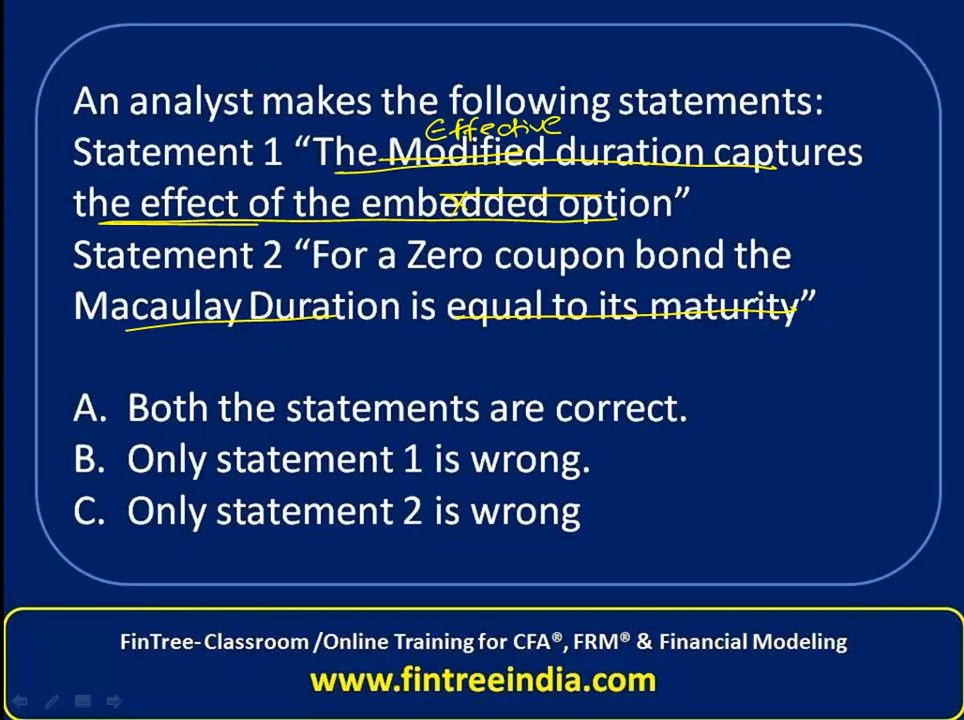 An analyst makes the following statements:
Effective
Statement 1 “The Modified duration captures
the effect of the embedded option”
Statement 2 “For a Zero coupon bond the
Macaulay Duration is equal to its maturity”
A. Both the statements are correct.
B. Only statement 1 is wrong.
C. Only statement 2 is wrong
FinTree- Classroom /Online Training for CFA®, FRM® & Financial Modeling
www.fintreeindia.com